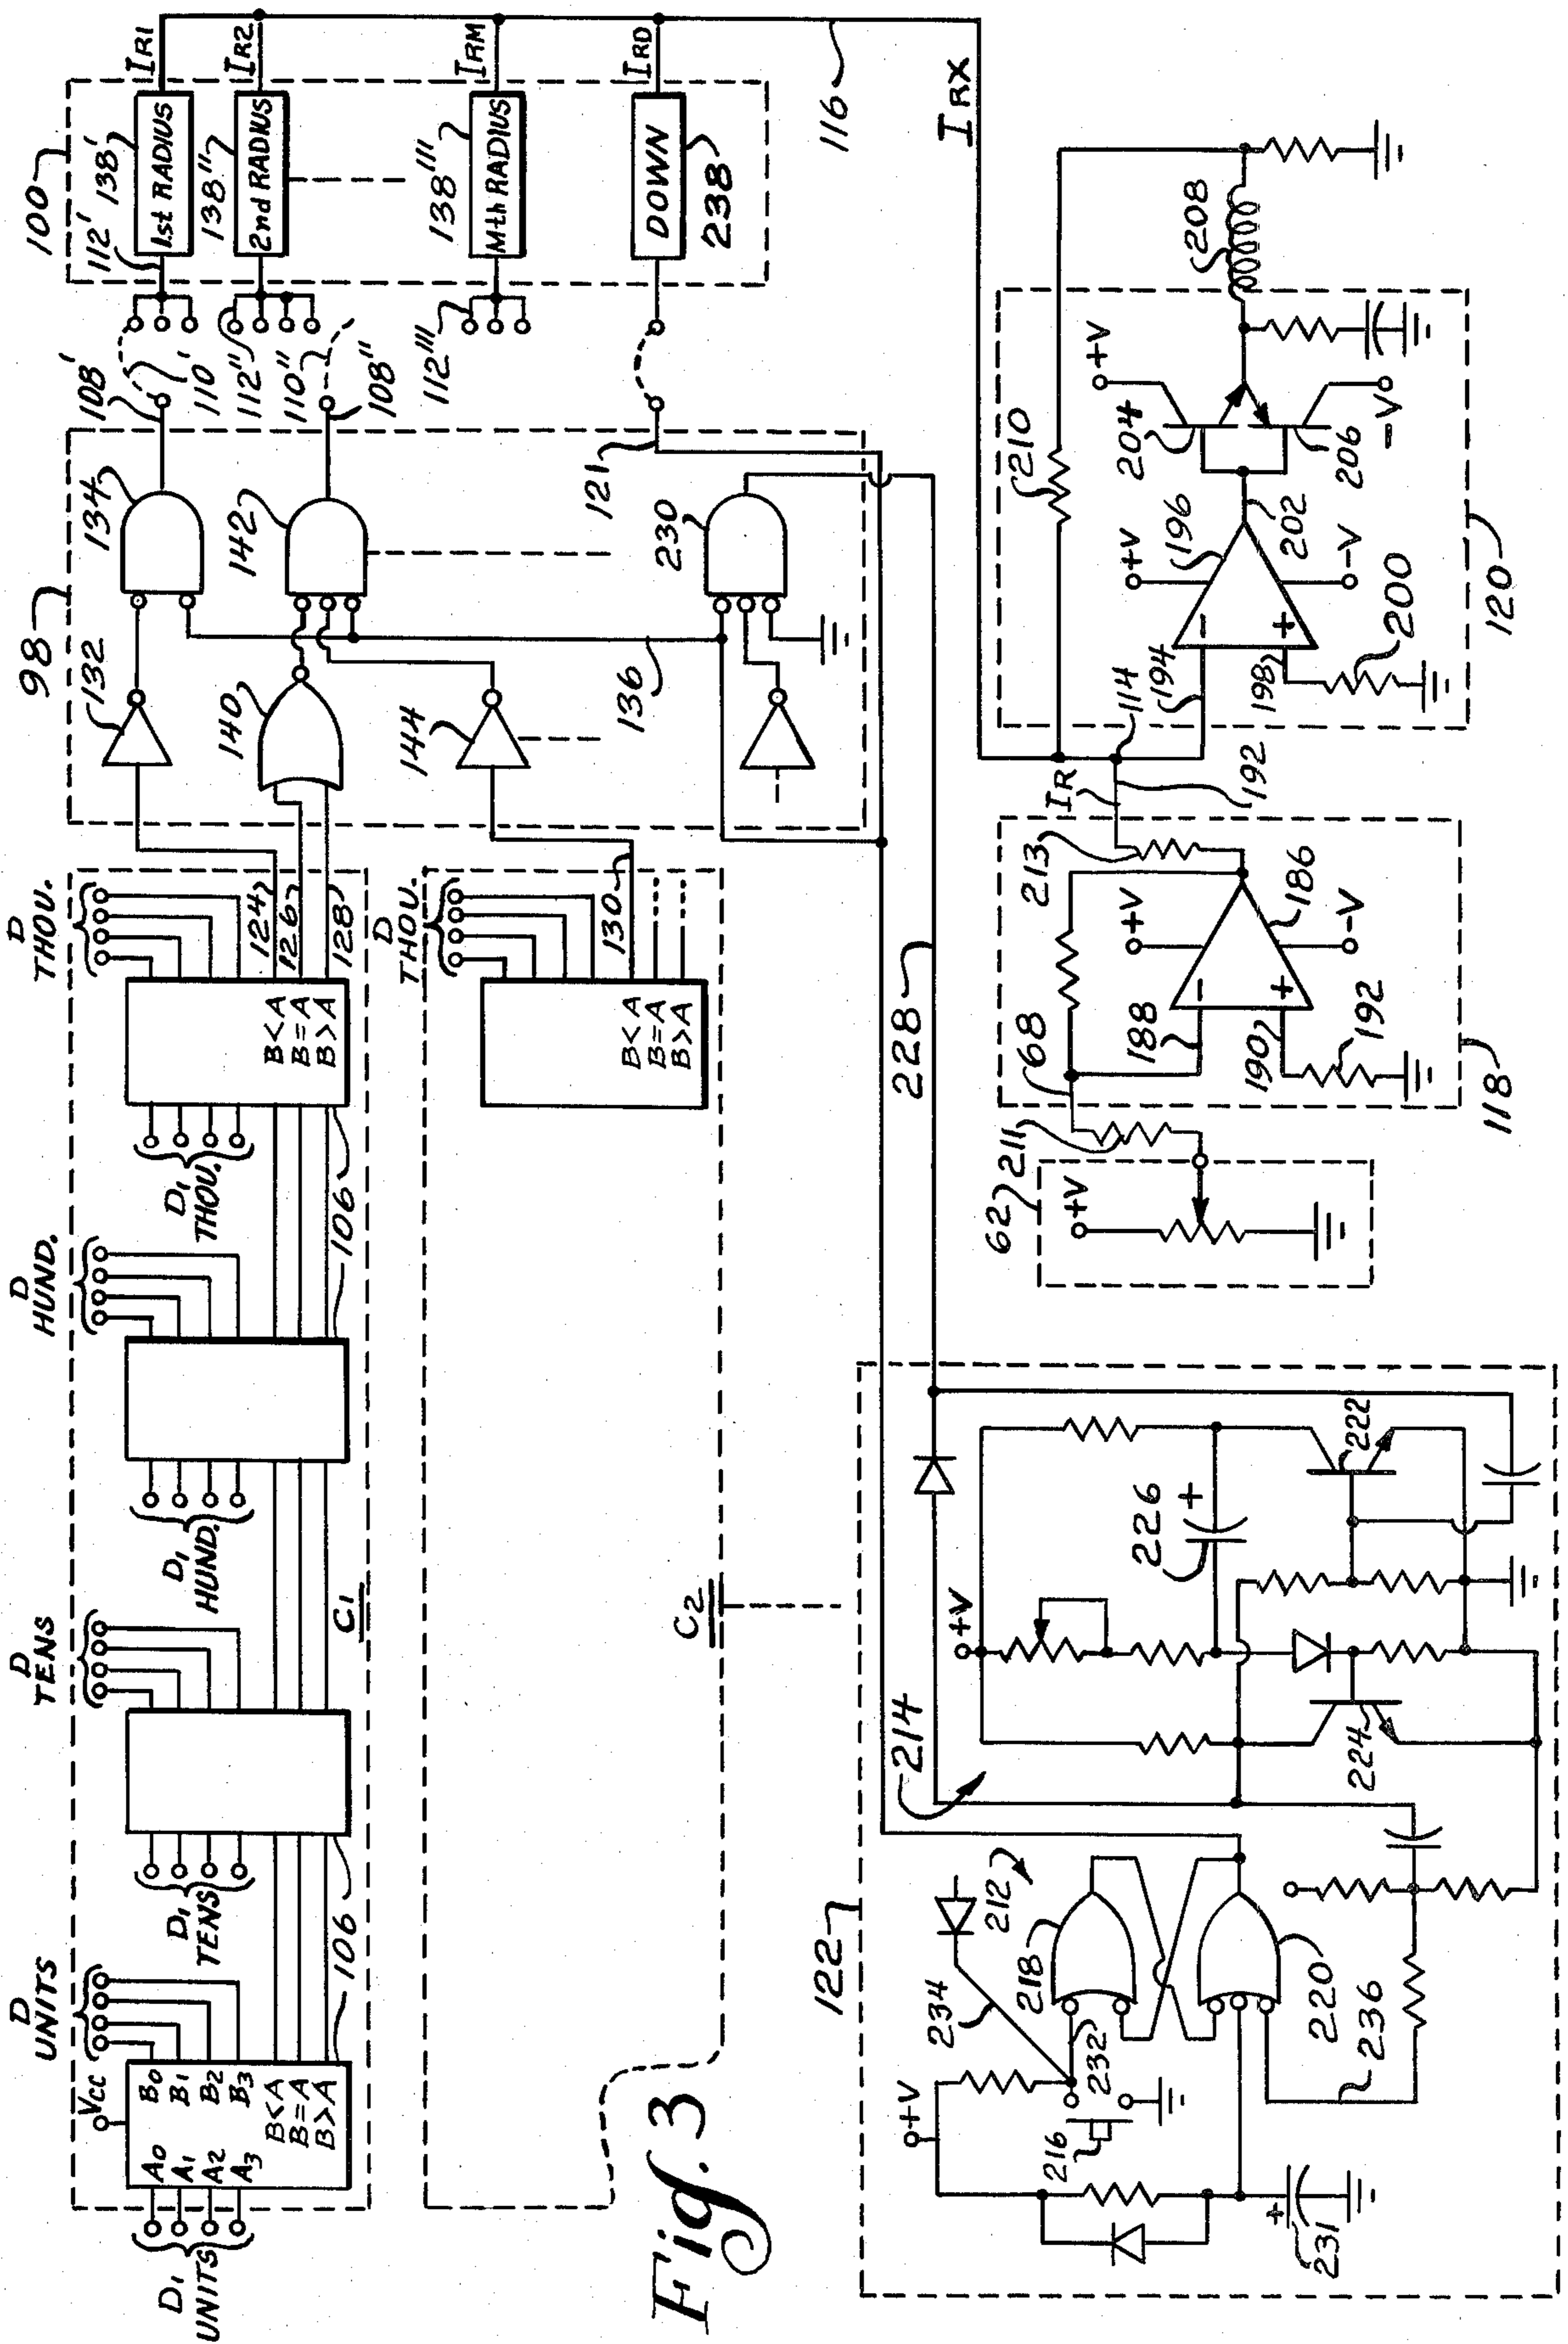 100
112'
138'
1st RADIUS
IR1
138''
2nd RADIUS
IR2
138'''
Mth RADIUS
IRM
DOWN
IRD
238
116
IRX
108'
110'
112''
110''
108''
112'''
121
98
132
134
140
142
144
136
230
D
UNITS
D
TENS
D
HUND.
D
THOU.
Vcc
A0
A1
A2
A3
B0
B1
B2
B3
B<A
B=A
B>A
D1
UNITS
D1
TENS
D1
HUND.
D1
THOU.
106
106
106
B<A
B=A
B>A
124
126
128
C1
D
THOU.
B<A
B=A
B>A
130
C2
Fig. 3
228
122
214
212
+V
234
218
232
216
220
236
+
231
+V
226
+
222
224
62
+V
211
68
188
190
192
-
+
+V
-V
186
213
118
IR
192
114
194
198
200
-
+
+V
-V
196
202
210
204
206
+V
-V
208
120